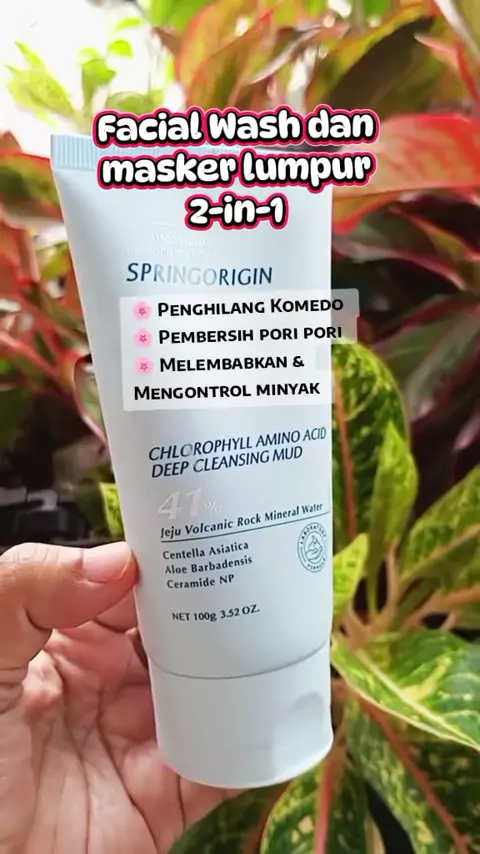 Facial Wash dan
masker lumpur
2-in-1
SPRINGORIGIN
🌸 PENGHILANG KOMEDO
🌸 PEMBERSIH PORI PORI
🌸 MELEMBABKAN &
MENGONTROL MINYAK
CHLOROPHYLL AMINO ACID
DEEP CLEANSING MUD
41%
Jeju Volcanic Rock Mineral Water
Centella Asiatica
Aloe Barbadensis
Ceramide NP
LABORATORY
NET 100g 3.52 OZ.